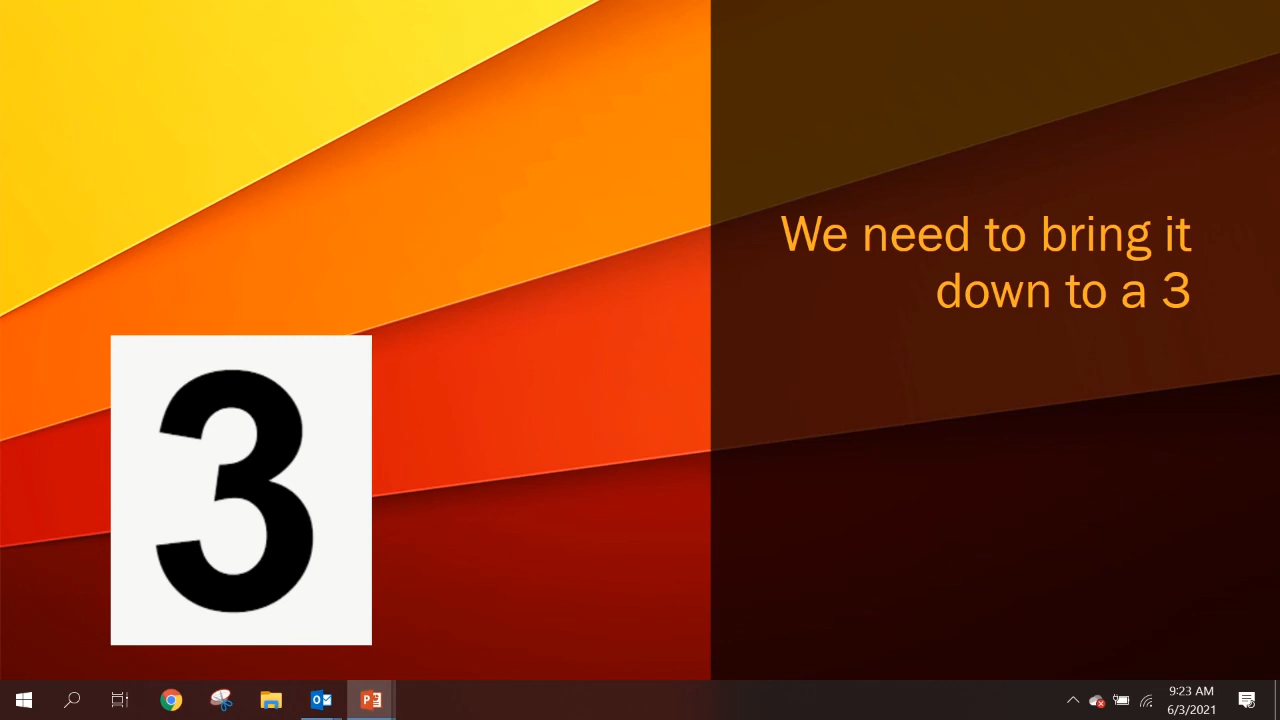 We need to bring it
down to a 3
3
9:23 AM
6/3/2021